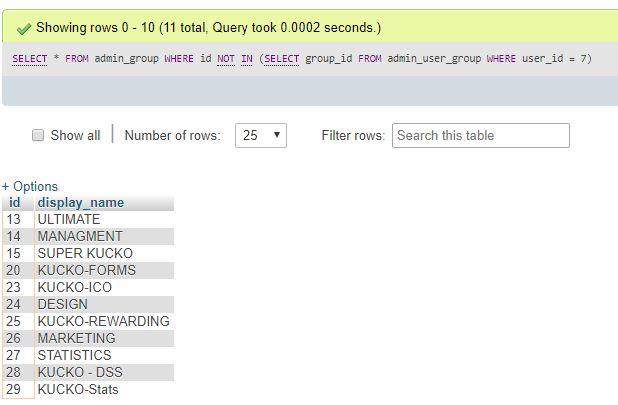 Showing rows 0 - 10 (11 total, Query took 0.0002 seconds.)
SELECT * FROM admin_group WHERE id NOT IN (SELECT group_id FROM admin_user_group WHERE user_id = 7)
Show all | Number of rows: 25 ▼ Filter rows: Search this table
+ Options
id display_name
13 ULTIMATE
14 MANAGMENT
15 SUPER KUCKO
20 KUCKO-FORMS
23 KUCKO-ICO
24 DESIGN
25 KUCKO-REWARDING
26 MARKETING
27 STATISTICS
28 KUCKO - DSS
29 KUCKO-Stats